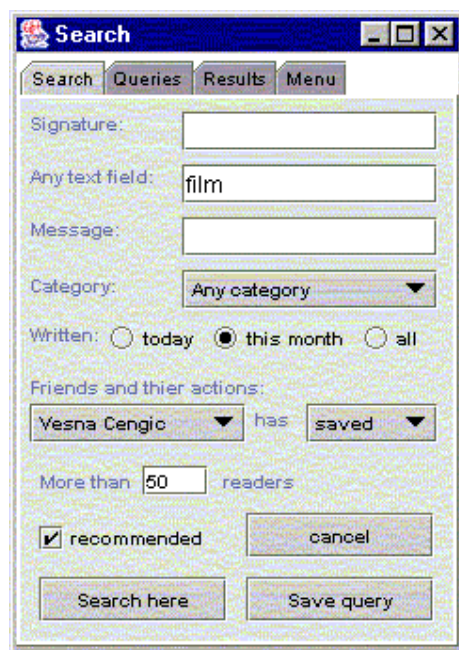 Search
Search Queries Results Menu
Signature:
Any text field: film
Message:
Category: Any category
Written: today this month all
Friends and thier actions:
Vesna Cengic has saved
More than 50 readers
recommended cancel
Search here Save query